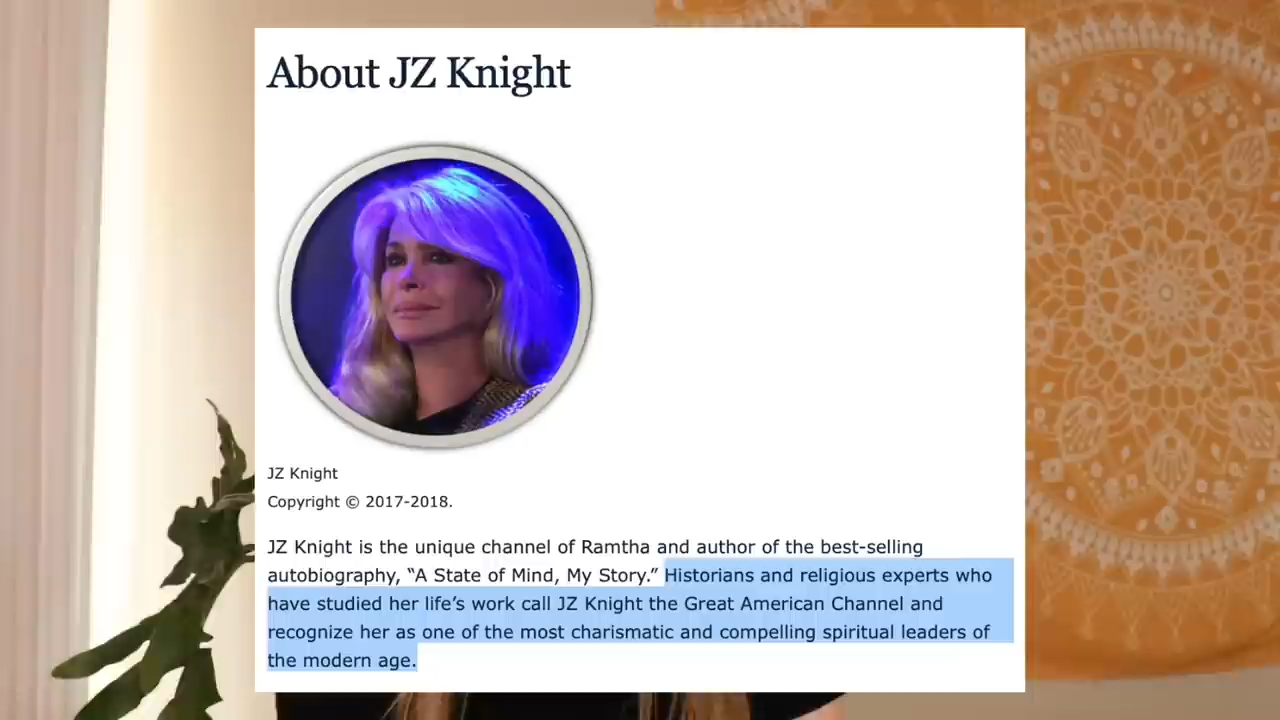 About JZ Knight
JZ Knight
Copyright © 2017-2018.
JZ Knight is the unique channel of Ramtha and author of the best-selling
autobiography, “A State of Mind, My Story.” Historians and religious experts who
have studied her life’s work call JZ Knight the Great American Channel and
recognize her as one of the most charismatic and compelling spiritual leaders of
the modern age.